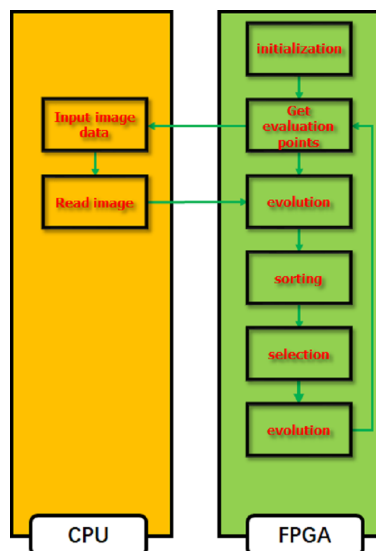 initialization
Input image
data
Get
evaluation
points
Read image
evolution
sorting
selection
evolution
CPU
FPGA